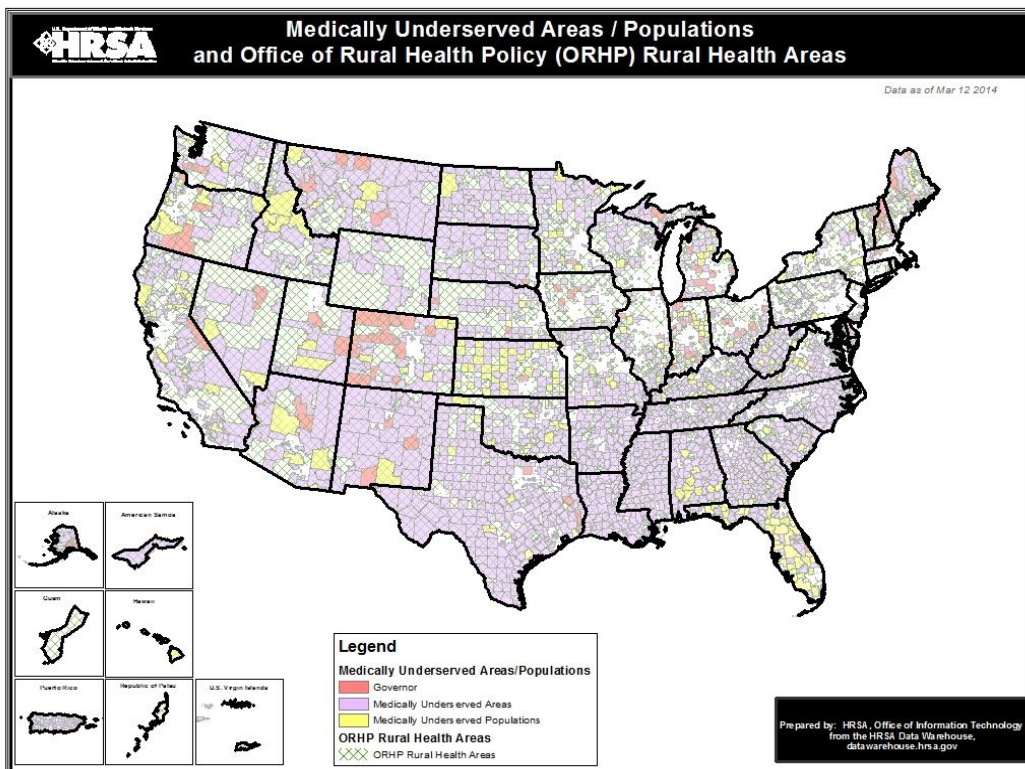 HRSA
Medically Underserved Areas / Populations
and Office of Rural Health Policy (ORHP) Rural Health Areas
Data as of Mar 12 2014
Alaska
American Samoa
Guam
Hawaii
Puerto Rico
Republic of Palau
U.S. Virgin Islands
Legend
Medically Underserved Areas/Populations
Governor
Medically Underserved Areas
Medically Underserved Populations
ORHP Rural Health Areas
ORHP Rural Health Areas
Prepared by: HRSA, Office of Information Technology
from the HRSA Data Warehouse,
datawarehouse.hrsa.gov